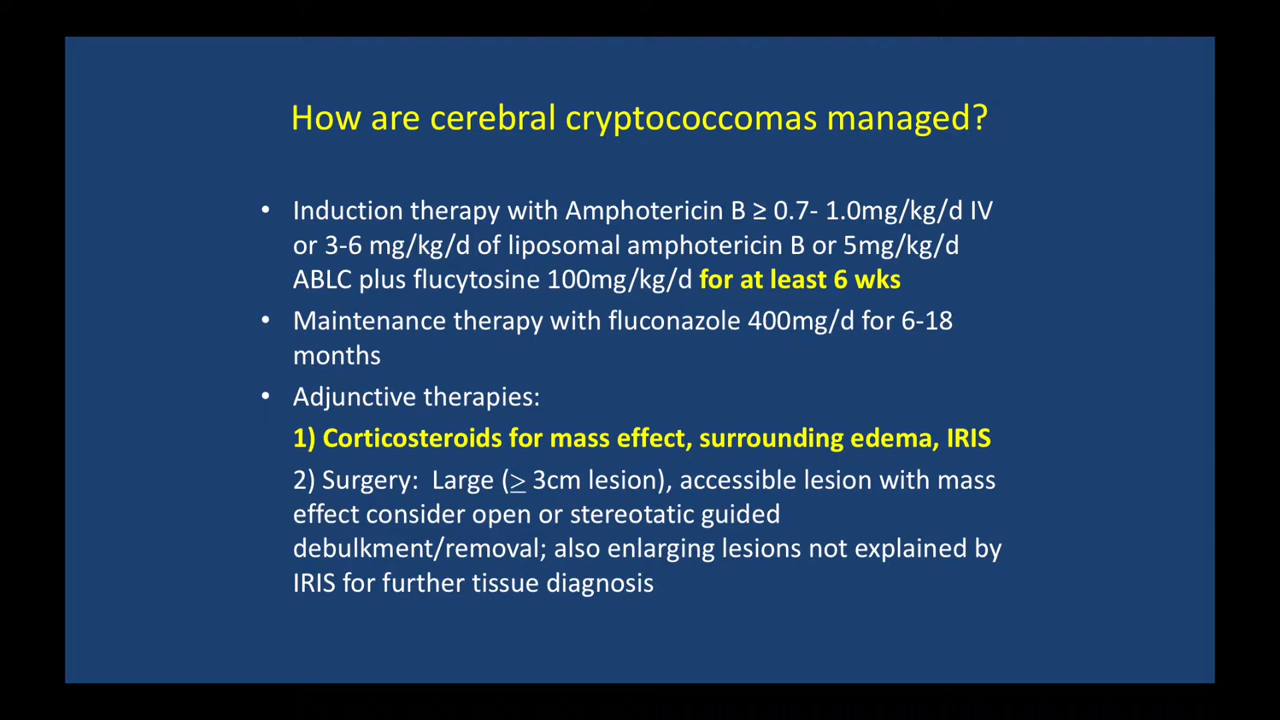 How are cerebral cryptococcomas managed?
• Induction therapy with Amphotericin B ≥ 0.7- 1.0mg/kg/d IV
or 3-6 mg/kg/d of liposomal amphotericin B or 5mg/kg/d
ABLC plus flucytosine 100mg/kg/d for at least 6 wks
• Maintenance therapy with fluconazole 400mg/d for 6-18
months
• Adjunctive therapies:
1) Corticosteroids for mass effect, surrounding edema, IRIS
2) Surgery: Large (≥ 3cm lesion), accessible lesion with mass
effect consider open or stereotatic guided
debulkment/removal; also enlarging lesions not explained by
IRIS for further tissue diagnosis